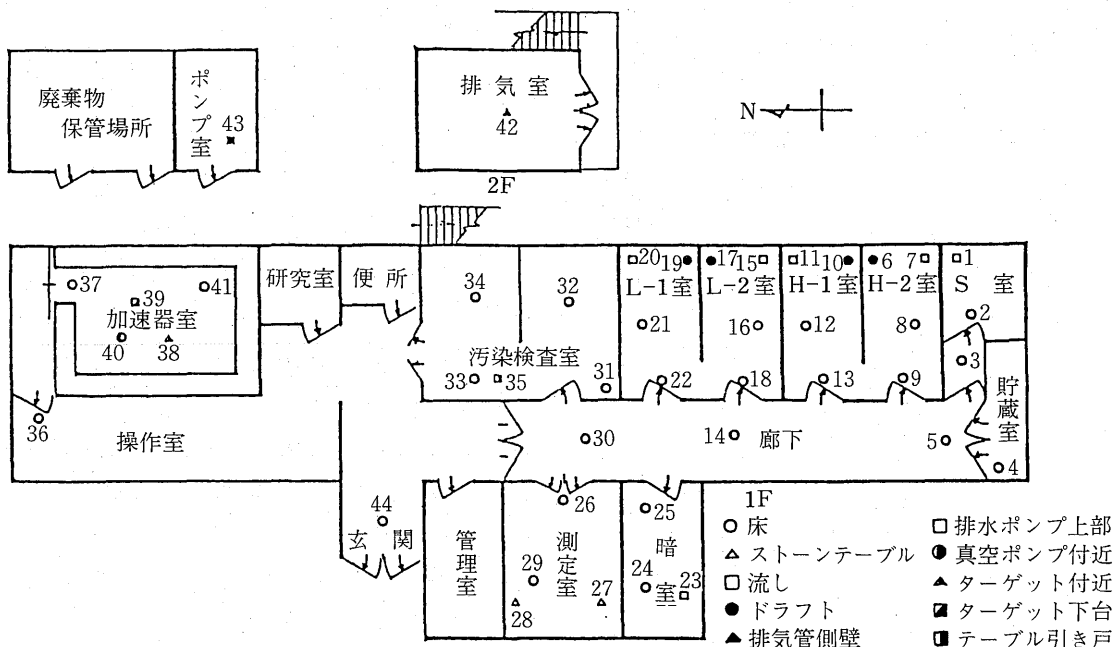 廃棄物
保管場所
ポンプ室
43
排気室
42
2F
N
37
39
41
加速器室
40
38
36
操作室
研究室
便所
34
32
汚染検査室
33
35
31
20
19
L-1室
21
22
17
15
L-2室
16
18
11
10
H-1室
12
13
6
7
H-2室
8
9
1
S室
2
3
貯蔵室
4
30
14
廊下
5
44
玄関
管理室
26
測定室
29
27
28
25
暗室
24
23
1F
床
ストーンテーブル
流し
ドラフト
排気管側壁
排水ポンプ上部
真空ポンプ付近
ターゲット付近
ターゲット下台
テーブル引き戸